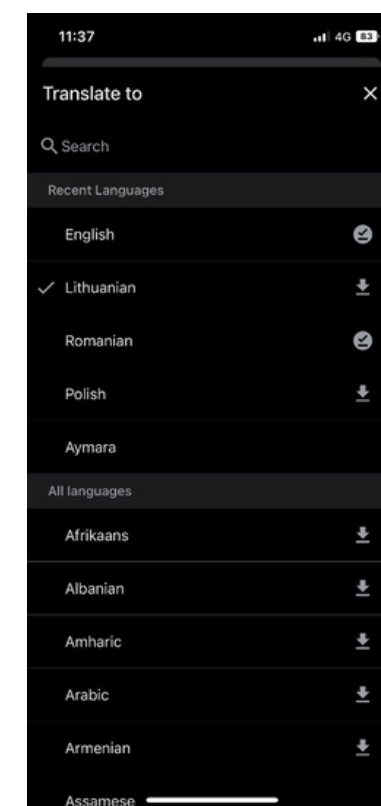 11:37
4G 83
Translate to
Search
Recent Languages
English
Lithuanian
Romanian
Polish
Aymara
All languages
Afrikaans
Albanian
Amharic
Arabic
Armenian
Assamese